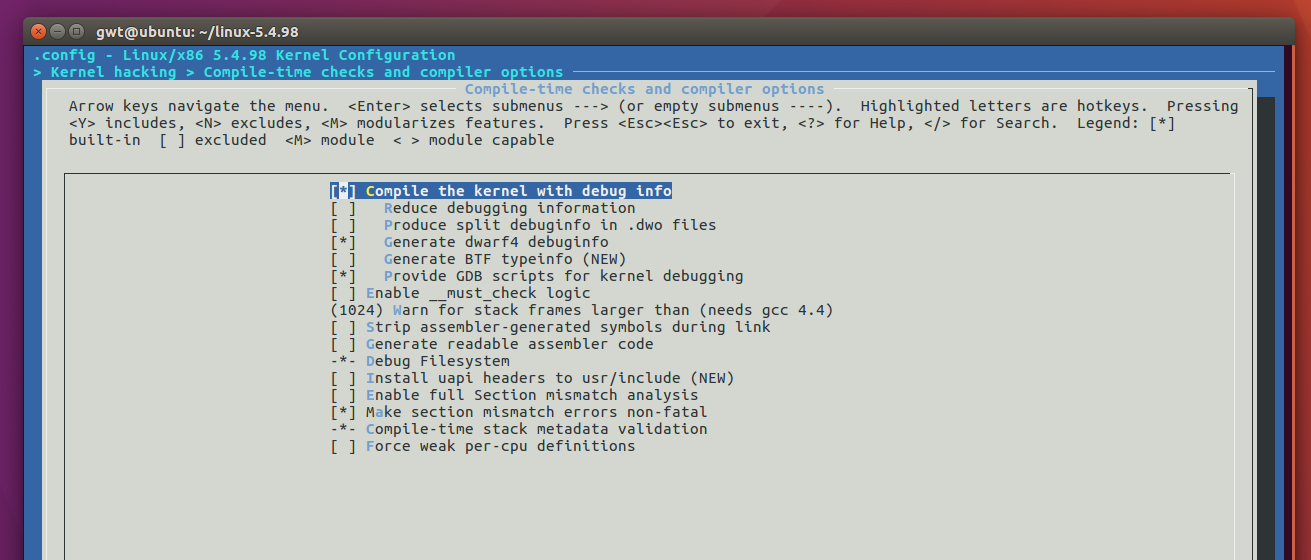 gwt@ubuntu: ~/linux-5.4.98
.config - Linux/x86 5.4.98 Kernel Configuration
> Kernel hacking > Compile-time checks and compiler options
Compile-time checks and compiler options
Arrow keys navigate the menu.  <Enter> selects submenus ---> (or empty submenus ----).  Highlighted letters are hotkeys.  Pressing
<Y> includes, <N> excludes, <M> modularizes features.  Press <Esc><Esc> to exit, <?> for Help, </> for Search.  Legend: [*]
built-in  [ ] excluded  <M> module  < > module capable
[*] Compile the kernel with debug info
[ ]   Reduce debugging information
[ ]   Produce split debuginfo in .dwo files
[*]   Generate dwarf4 debuginfo
[ ]   Generate BTF typeinfo (NEW)
[*]   Provide GDB scripts for kernel debugging
[ ] Enable __must_check logic
(1024) Warn for stack frames larger than (needs gcc 4.4)
[ ] Strip assembler-generated symbols during link
[ ] Generate readable assembler code
-*- Debug Filesystem
[ ] Install uapi headers to usr/include (NEW)
[ ] Enable full Section mismatch analysis
[*] Make section mismatch errors non-fatal
-*- Compile-time stack metadata validation
[ ] Force weak per-cpu definitions